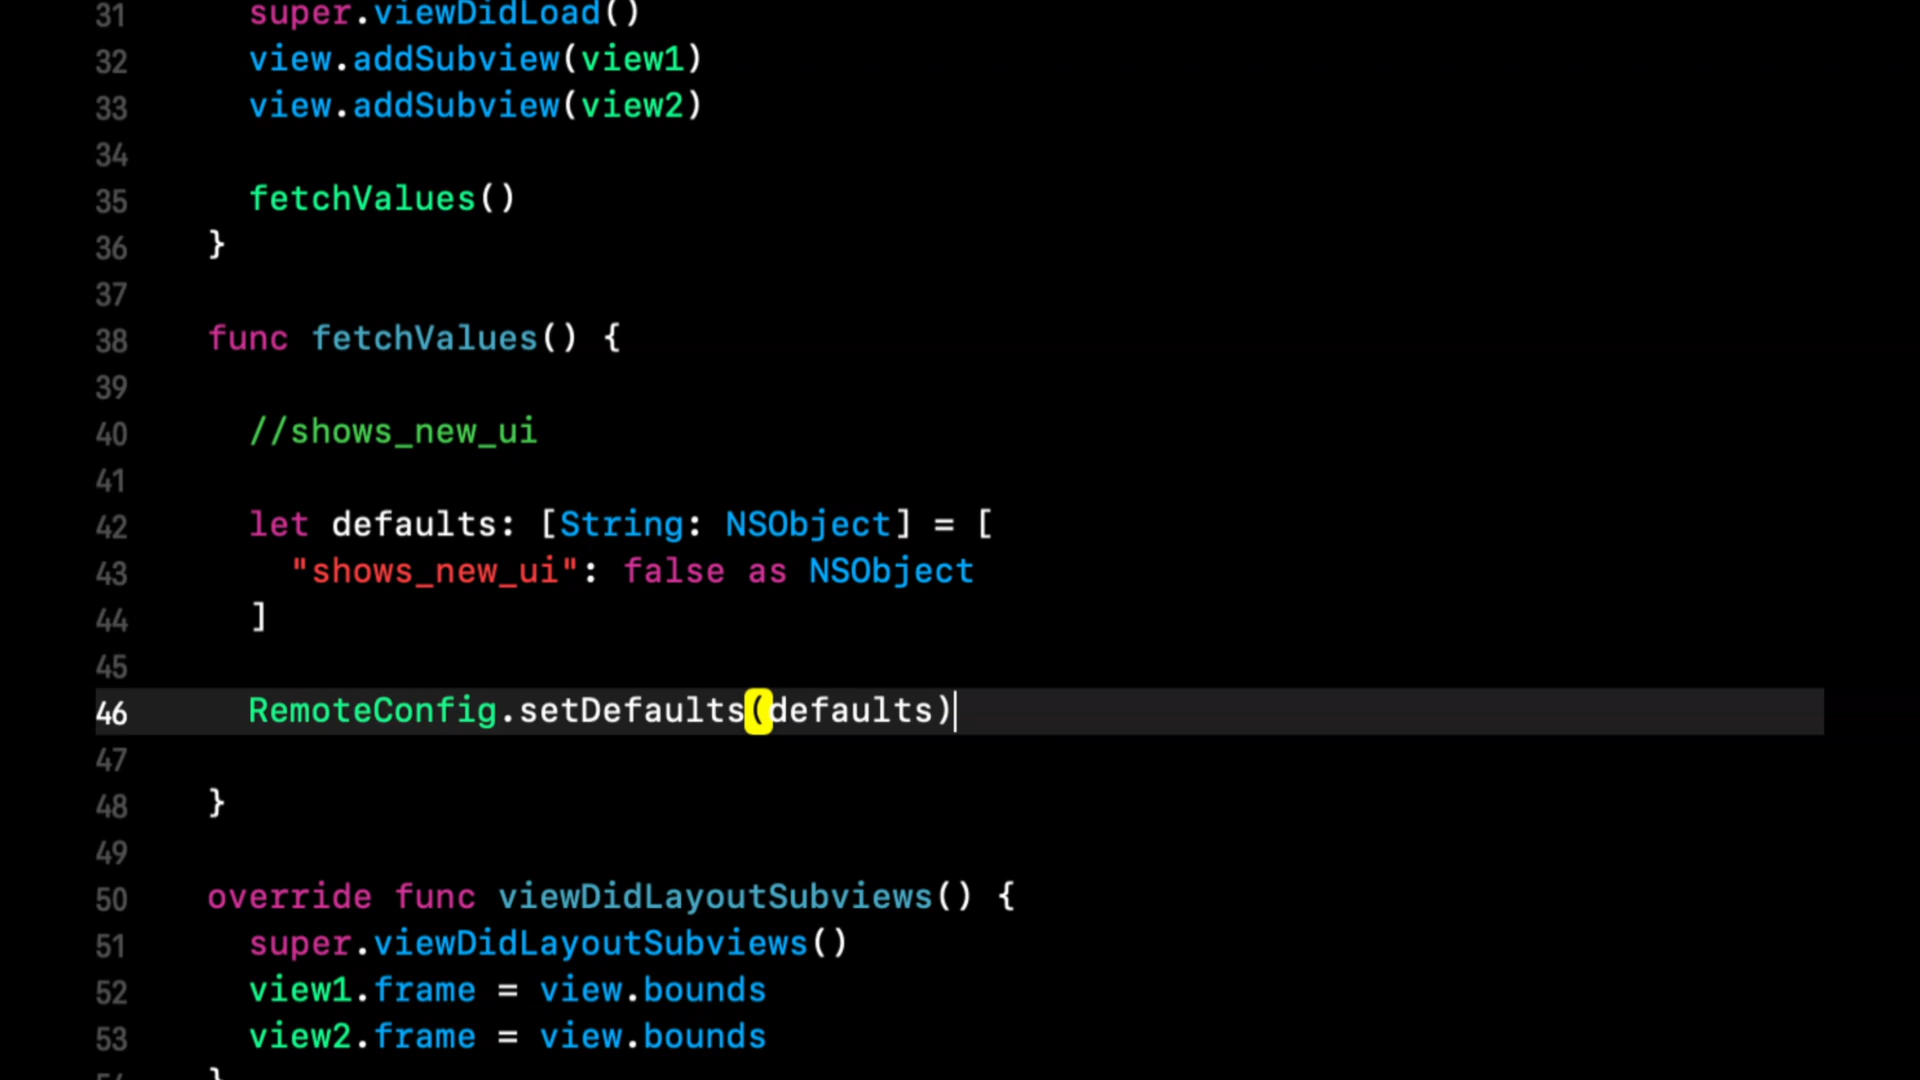 31 super.viewDidLoad()
32 view.addSubview(view1)
33 view.addSubview(view2)
34
35 fetchValues()
36 }
37
38 func fetchValues() {
39
40 //shows_new_ui
41
42 let defaults: [String: NSObject] = [
43 "shows_new_ui": false as NSObject
44 ]
45
46 RemoteConfig.setDefaults(defaults)
47
48 }
49
50 override func viewDidLayoutSubviews() {
51 super.viewDidLayoutSubviews()
52 view1.frame = view.bounds
53 view2.frame = view.bounds
54 }